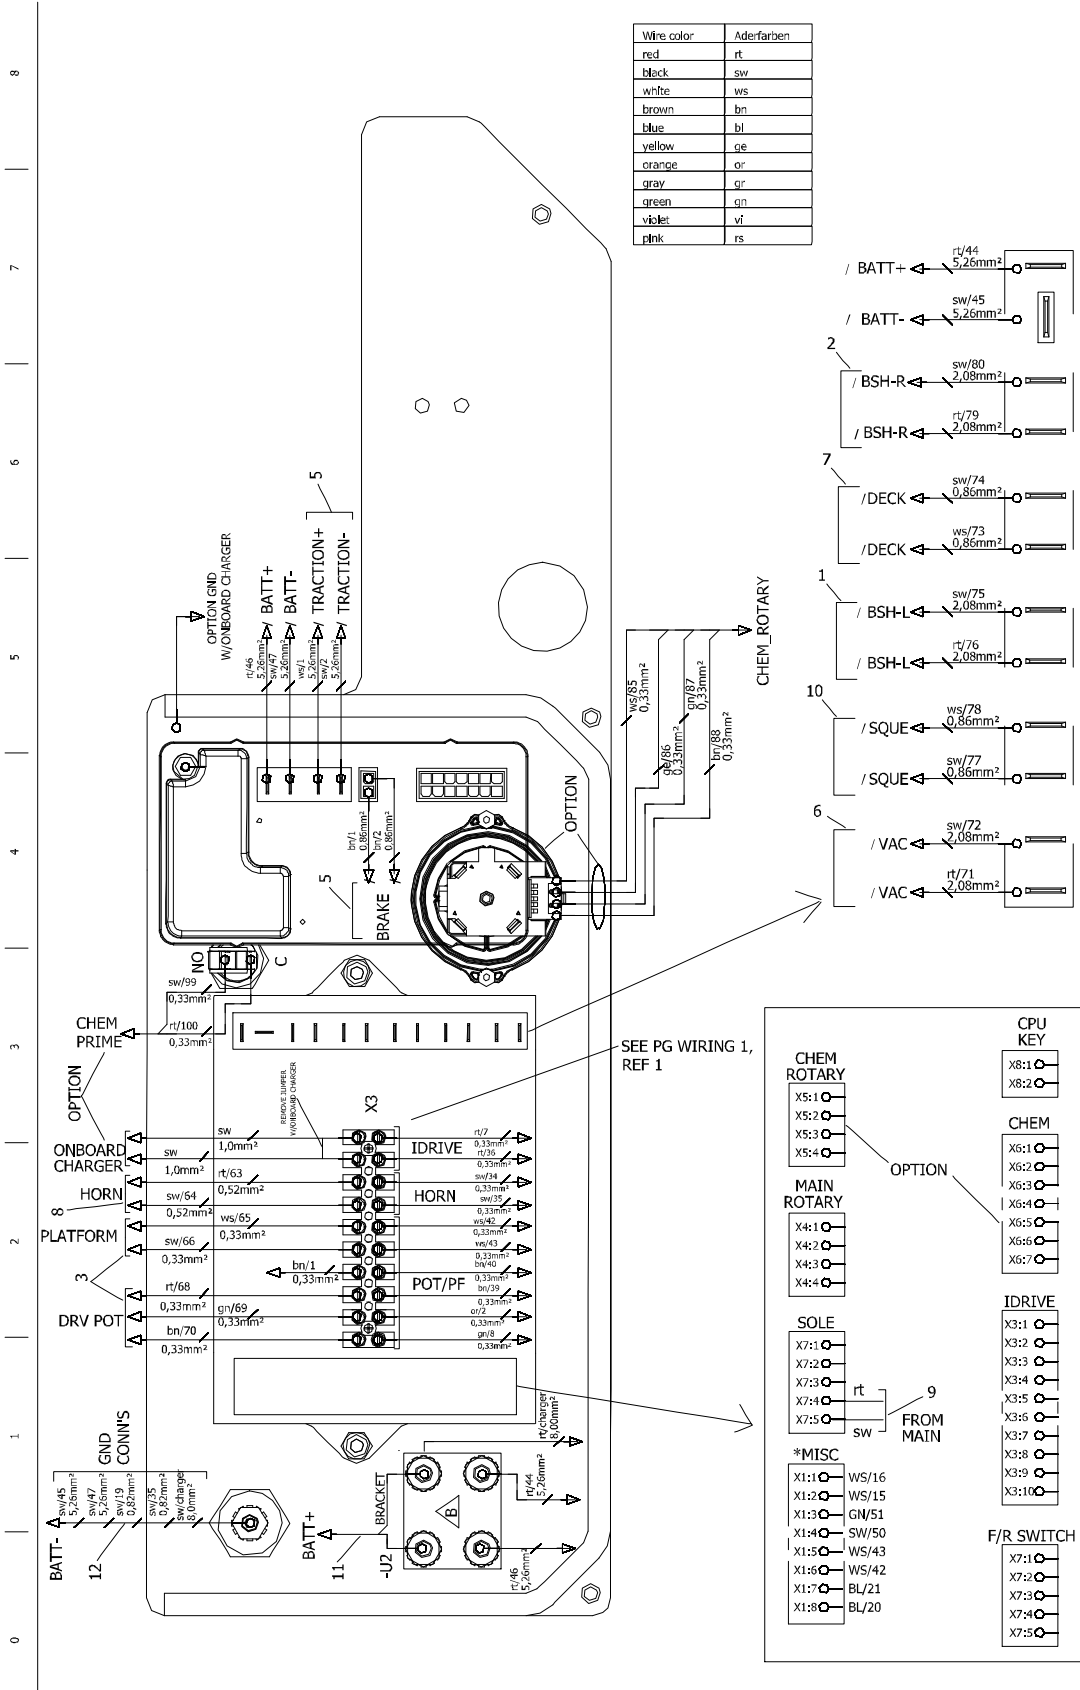 Wire color Aderfarben
red rt
black sw
white ws
brown bn
blue bl
yellow ge
orange or
gray gr
green gn
violet vi
pink rs
8
7
6
5
4
3
2
1
0
/ BATT+
rt/44
5,26mm²
/ BATT-
sw/45
5,26mm²
2
/ BSH-R
sw/80
2,08mm²
/ BSH-R
rt/79
2,08mm²
7
/DECK
sw/74
0,86mm²
/DECK
ws/73
0,86mm²
1
/ BSH-L
sw/75
2,08mm²
/ BSH-L
rt/76
2,08mm²
10
/ SQUE
ws/78
0,86mm²
/ SQUE
sw/77
0,86mm²
6
/ VAC
sw/72
2,08mm²
/ VAC
rt/71
2,08mm²
OPTION GND
W/ONBOARD CHARGER
5
/ BATT+
BATT-
TRACTION+
TRACTION-
rt/46
5,26mm²
sw/47
5,26mm²
ws/1
5,26mm²
sw/2
5,26mm²
CHEM_ROTARY
ws/85
0,33mm²
ge/86
0,33mm²
gn/87
0,33mm²
bn/88
0,33mm²
OPTION
bn/1
0,86mm²
bn/2
0,86mm²
5
BRAKE
NO
C
sw/99
0,33mm²
CHEM
PRIME
rt/100
0,33mm²
OPTION
SEE PG WIRING 1,
REF 1
REMOVE JUMPER
W/ONBOARD CHARGER
X3
ONBOARD
CHARGER
sw
1,0mm²
sw
1,0mm²
HORN
8
rt/63
0,52mm²
sw/64
0,52mm²
PLATFORM
ws/65
0,33mm²
sw/66
0,33mm²
3
bn/1
0,33mm²
DRV POT
rt/68
0,33mm²
gn/69
0,33mm²
bn/70
0,33mm²
IDRIVE
rt/7
0,33mm²
rt/36
0,33mm²
HORN
sw/34
0,33mm²
sw/35
0,33mm²
ws/42
0,33mm²
ws/43
0,33mm²
POT/PF
bn/40
0,33mm²
bn/39
0,33mm²
or/2
0,33mm²
gn/8
0,33mm²
GND
CONN'S
BATT-
12
sw/45
5,26mm²
sw/47
5,26mm²
sw/19
0,82mm²
sw/35
0,82mm²
sw/charger
8,0mm²
BATT+
11
BRACKET
-U2
B
rt/charger
8,00mm²
rt/44
5,26mm²
rt/46
5,26mm²
CHEM
ROTARY
X5:1
X5:2
X5:3
X5:4
MAIN
ROTARY
X4:1
X4:2
X4:3
X4:4
SOLE
X7:1
X7:2
X7:3
X7:4 rt
X7:5 sw
9
FROM
MAIN
*MISC
X1:1 WS/16
X1:2 WS/15
X1:3 GN/51
X1:4 SW/50
X1:5 WS/43
X1:6 WS/42
X1:7 BL/21
X1:8 BL/20
OPTION
CPU
KEY
X8:1
X8:2
CHEM
X6:1
X6:2
X6:3
X6:4
X6:5
X6:6
X6:7
IDRIVE
X3:1
X3:2
X3:3
X3:4
X3:5
X3:6
X3:7
X3:8
X3:9
X3:10
F/R SWITCH
X7:1
X7:2
X7:3
X7:4
X7:5